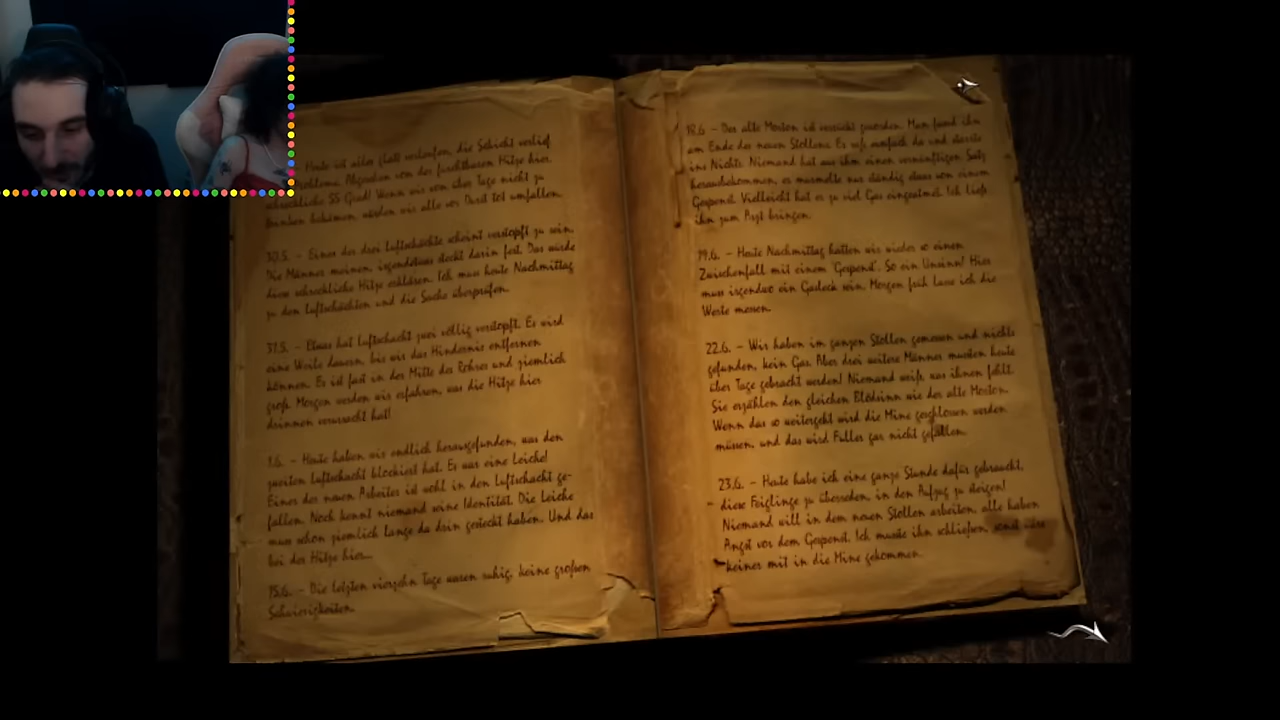 Heute ist alles glatt verlaufen, die Schicht verlief
Probleme. Abgesehen von der furchtbaren Hitze hier.
schreckliche 55 Grad! Wenn wir von über Tage nicht zu
trinken bekämen, würden wir alle vor Durst tot umfallen.
30.5. - Einer der drei Luftschächte scheint verstopft zu sein.
Die Männer meinen, irgendetwas steckt darin fest. Das würde
diese schreckliche Hitze erklären. Ich muss heute Nachmittag
zu den Luftschächten und die Sache überprüfen.
31.5. - Etwas hat Luftschacht zwei völlig verstopft. Es wird
eine Weile dauern, bis wir das Hindernis entfernen
können. Es ist fast in der Mitte des Rohres und ziemlich
groß. Morgen werden wir erfahren, was die Hitze hier
drinnen verursacht hat!
1.6. - Heute haben wir endlich herausgefunden, was den
zweiten Luftschacht blockiert hat. Es war eine Leiche!
Einer der neuen Arbeiter ist wohl in den Luftschacht ge-
fallen. Noch kennt niemand seine Identität. Die Leiche
muss schon ziemlich lange da drin gesteckt haben. Und das
bei der Hitze hier...
15.6. - Die letzten vierzehn Tage waren ruhig, keine großen
Schwierigkeiten.
18.6. - Der alte Morton ist verrückt geworden. Man fand ihn
am Ende des neuen Stollens. Er saß einfach da und starrte
ins Nichts. Niemand hat aus ihm einen vernünftigen Satz
herausbekommen, er murmelte nur ständig etwas von einem
Gespenst. Vielleicht hat er zu viel Gas eingeatmet. Ich ließ
ihn zum Arzt bringen.
19.6. - Heute Nachmittag hatten wir wieder so einen
Zwischenfall mit einem 'Gespenst'. So ein Unsinn! Hier
muss irgendwo ein Gasleck sein. Morgen früh lasse ich die
Werte messen.
22.6. - Wir haben im ganzen Stollen gemessen und nichts
gefunden, kein Gas. Aber drei weitere Männer mussten heute
über Tage gebracht werden! Niemand weiß, was ihnen fehlt.
Sie erzählen den gleichen Blödsinn wie der alte Morton.
Wenn das so weitergeht wird die Mine geschlossen werden
müssen, und das wird Fuller gar nicht gefallen.
23.6. - Heute habe ich eine ganze Stunde dafür gebraucht,
diese Feiglinge zu überreden, in den Aufzug zu steigen!
Niemand will in dem neuen Stollen arbeiten, alle haben
Angst vor dem Gespenst. Ich musste ihn schließen, sonst wäre
keiner mit in die Mine gekommen.